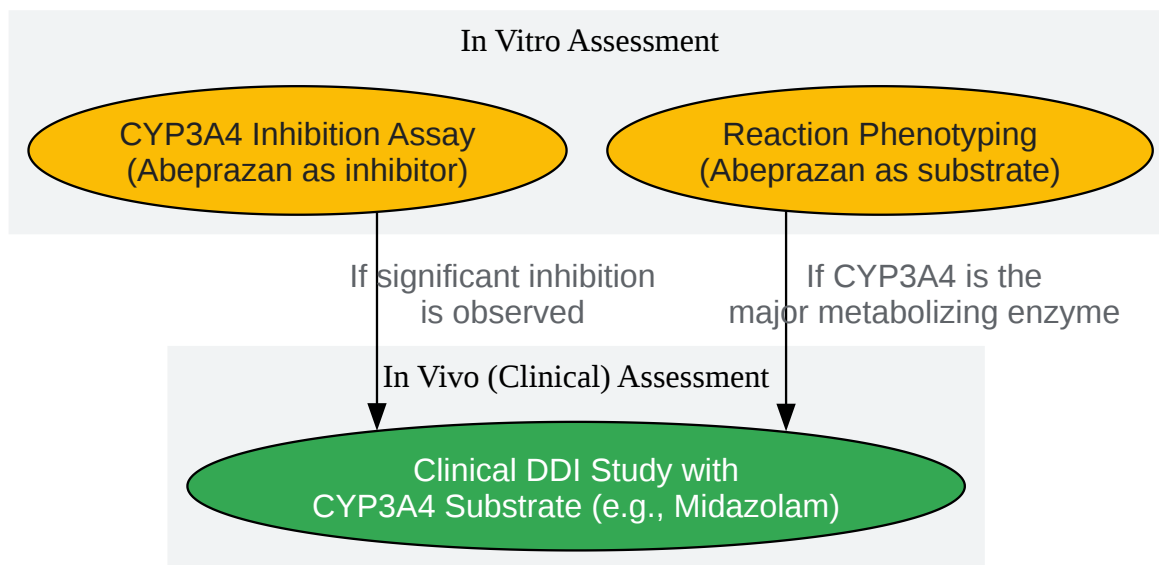 In Vitro Assessment
CYP3A4 Inhibition Assay
(Abeprazan as inhibitor)
Reaction Phenotyping
(Abeprazan as substrate)
If significant inhibition
is observed
If CYP3A4 is the
major metabolizing enzyme
In Vivo (Clinical) Assessment
Clinical DDI Study with
CYP3A4 Substrate (e.g., Midazolam)